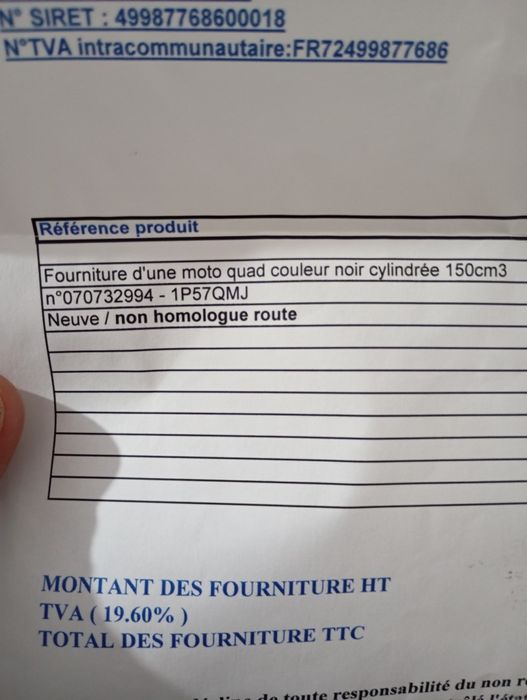 N° SIRET : 49987768600018
N°TVA intracommunautaire:FR72499877686
Référence produit
Fourniture d'une moto quad couleur noir cylindrée 150cm3
n°070732994 - 1P57QMJ
Neuve / non homologue route
MONTANT DES FOURNITURE HT
TVA ( 19.60% )
TOTAL DES FOURNITURE TTC
de toute responsabilité du non